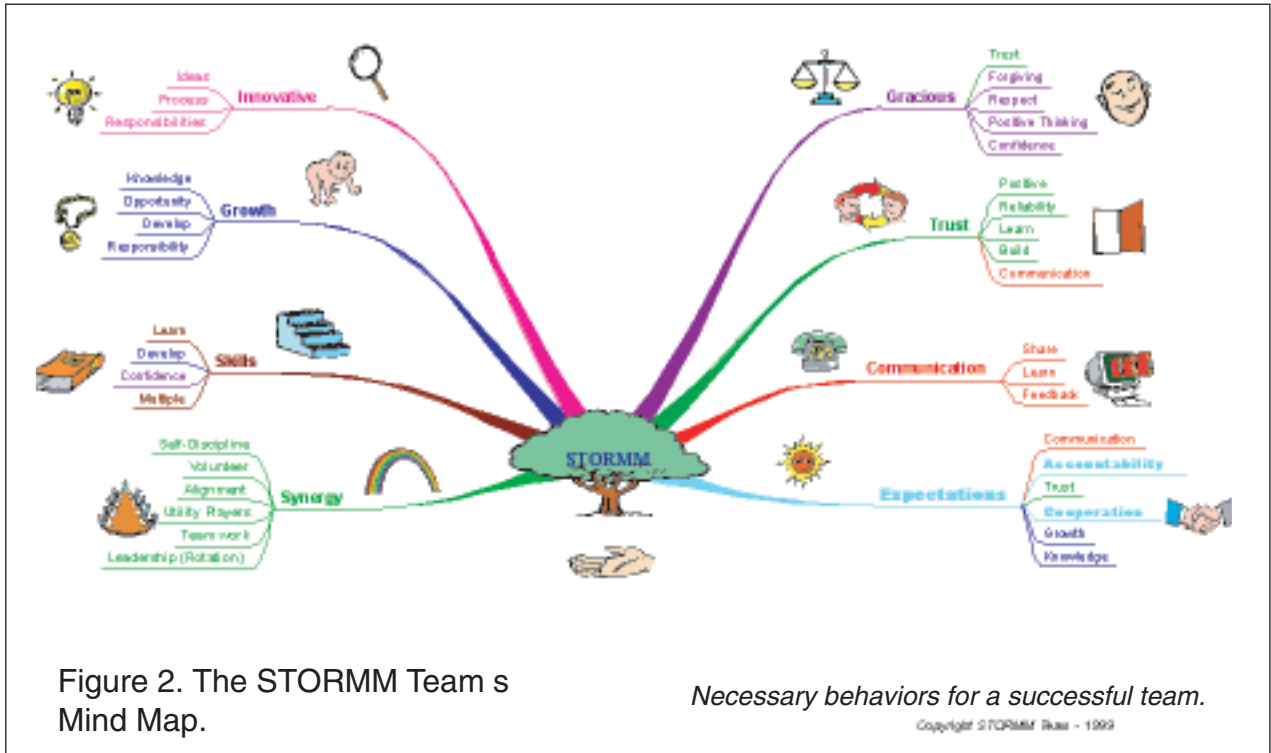 Ideas
Process
Responsibilities
Innovative
Knowledge
Opportunity
Develop
Responsibility
Growth
Learn
Develop
Confidence
Multiple
Skills
Self-Discipline
Volunteer
Alignment
Utility Players
Team work
Leadership (Rotation)
Synergy
STORMM
Gracious
Trust
Forgiving
Respect
Positive Thinking
Confidence
Trust
Positive
Reliability
Learn
Build
Communication
Communication
Share
Learn
Feedback
Expectations
Communication
Accountability
Trust
Cooperation
Growth
Knowledge
Figure 2. The STORMM Team s
Mind Map.
Necessary behaviors for a successful team.
Copyright STORMM Team - 1999